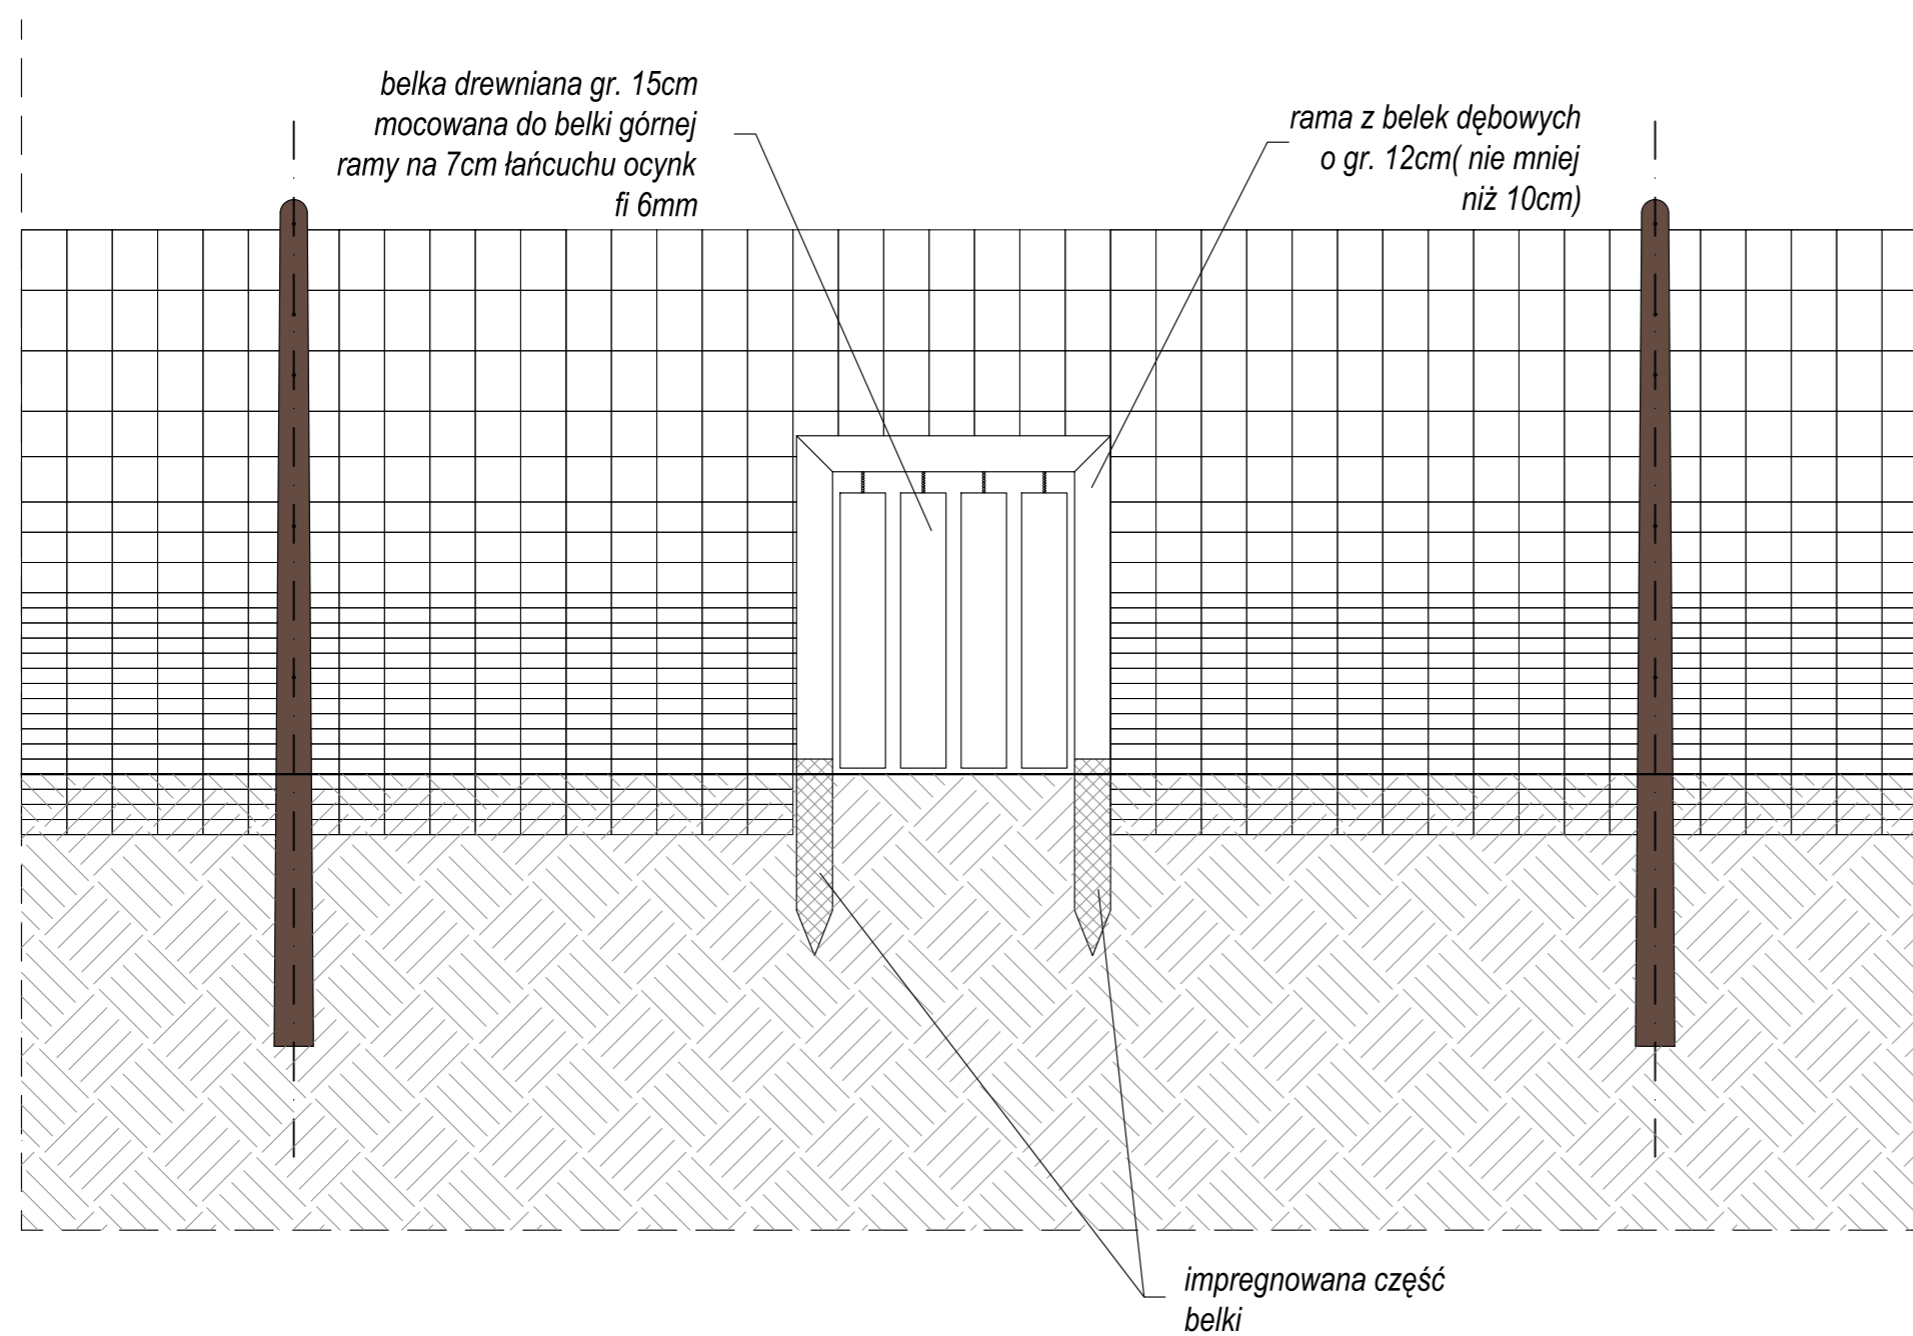 belka drewniana gr. 15cm
mocowana do belki górnej
ramy na 7cm łańcuchu ocynk
fi 6mm
rama z belek dębowych
o gr. 12cm( nie mniej
niż 10cm)
impregnowana część
belki